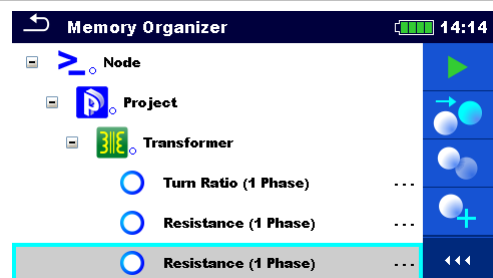 Memory Organizer 14:14
Node
Project
Transformer
Turn Ratio (1 Phase) ...
Resistance (1 Phase) ...
Resistance (1 Phase) ...